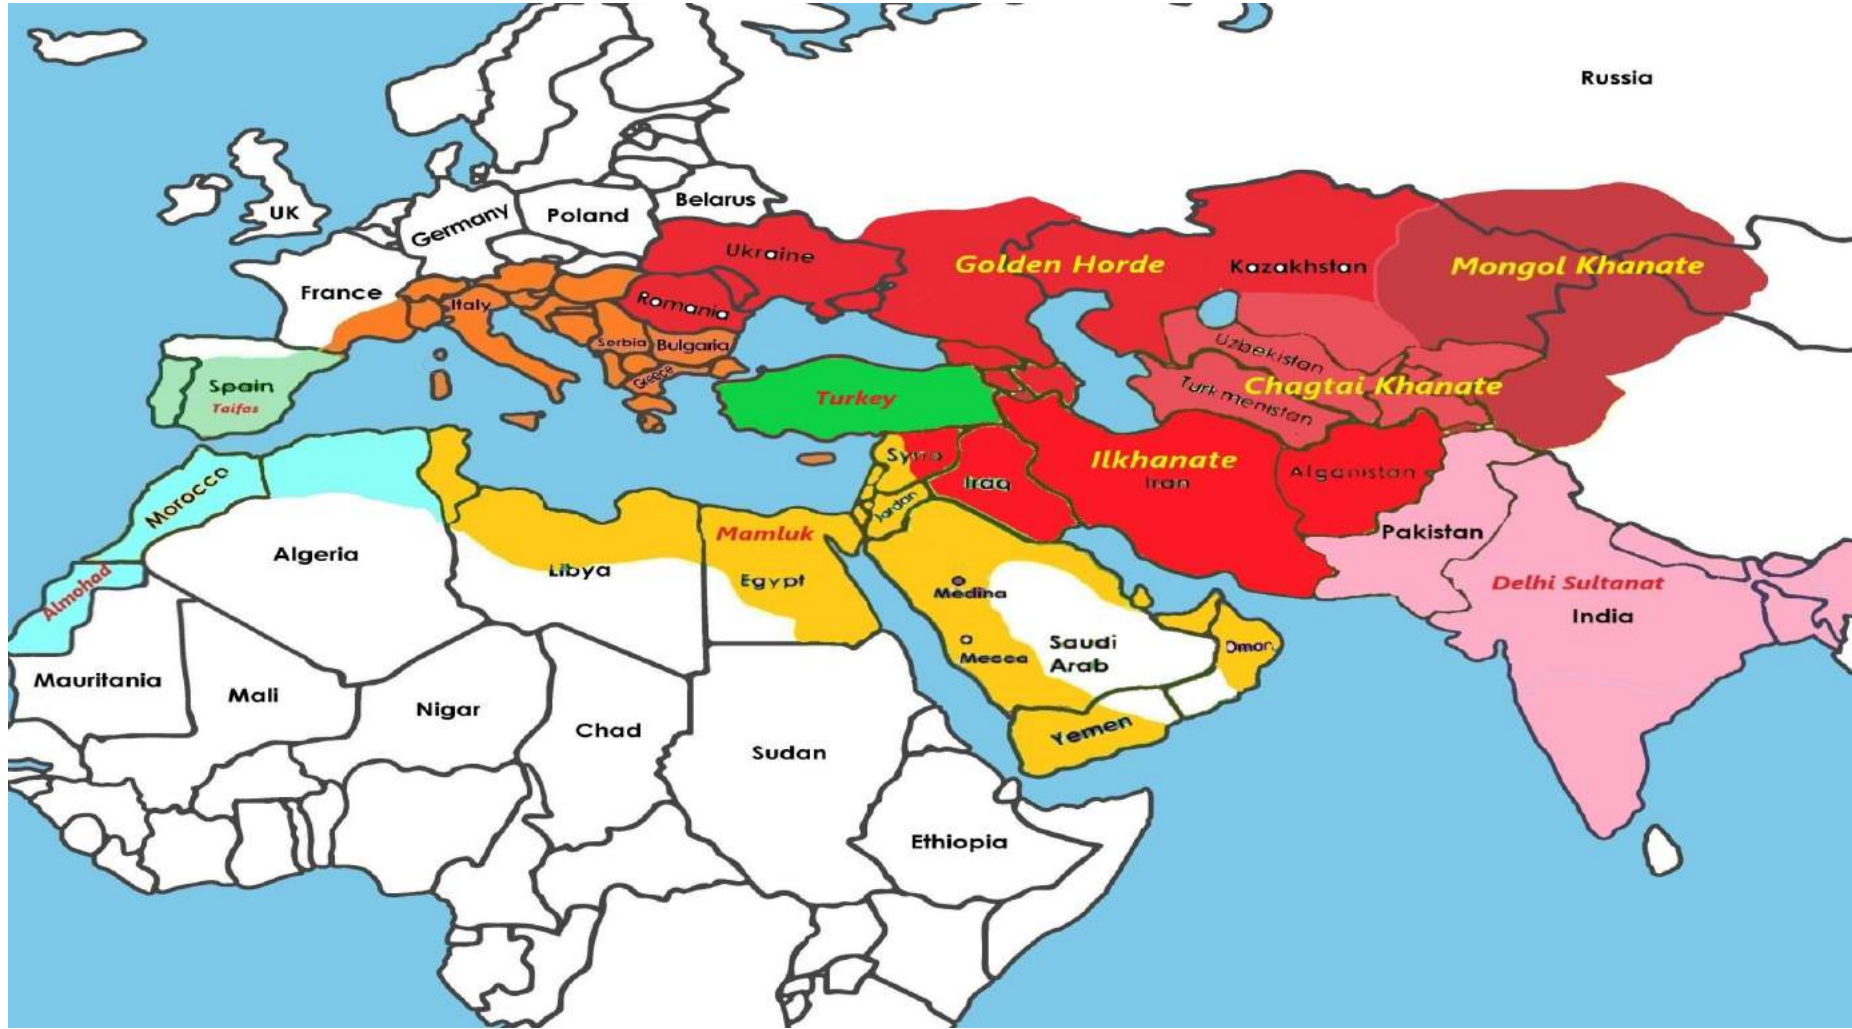 Russia
Belarus
UK
Germany
Poland
Ukraine
Golden Horde
Kazakhstan
Mongol Khanate
France
Italy
Romania
Serbia
Bulgaria
Uzbekistan
Greece
Spain
Taifas
Turkey
Turkmenistan
Chagtai Khanate
Syria
Ilkhanate
Iran
Afganistan
Morocco
Iraq
Jordan
Algeria
Libya
Mamluk
Egypt
Pakistan
Almohad
Medina
Delhi Sultanat
India
Saudi
Arab
Mecca
Oman
Mauritania
Mali
Nigar
Chad
Sudan
Yemen
Ethiopia